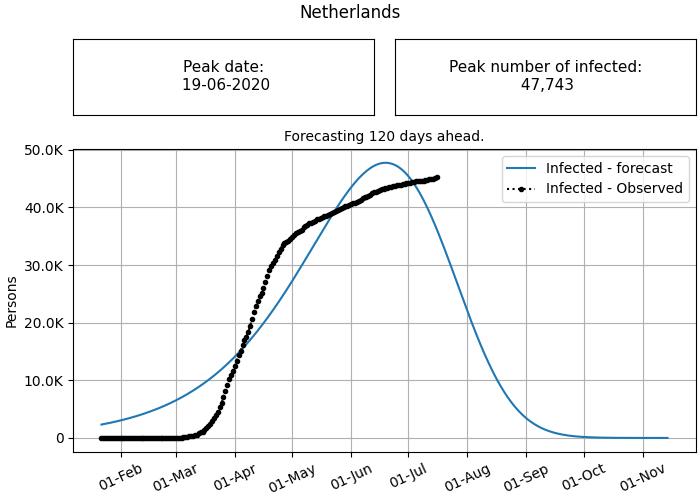 Netherlands
Peak date:
19-06-2020
Peak number of infected:
47,743
Forecasting 120 days ahead.
50.0K
40.0K
30.0K
20.0K
10.0K
0
Persons
Infected - forecast
Infected - Observed
01-Feb
01-Mar
01-Apr
01-May
01-Jun
01-Jul
01-Aug
01-Sep
01-Oct
01-Nov